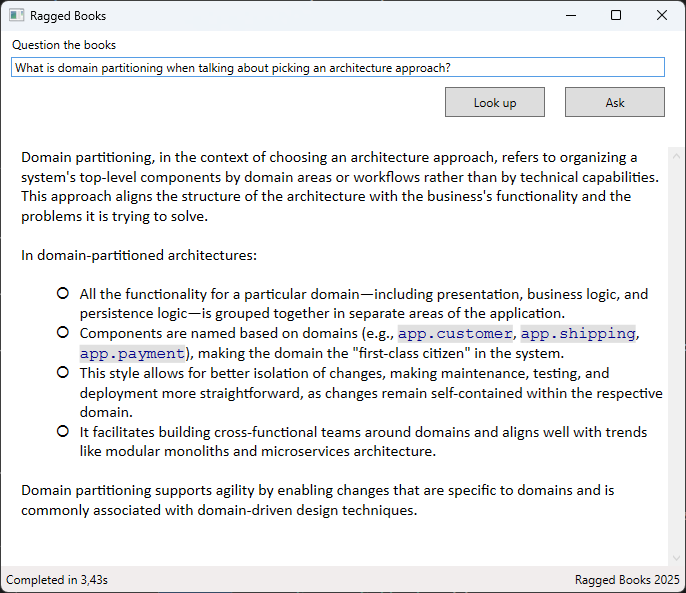 Ragged Books
Question the books
What is domain partitioning when talking about picking an architecture approach?
Look up
Ask
Domain partitioning, in the context of choosing an architecture approach, refers to organizing a
system's top-level components by domain areas or workflows rather than by technical capabilities.
This approach aligns the structure of the architecture with the business's functionality and the
problems it is trying to solve.
In domain-partitioned architectures:
All the functionality for a particular domain—including presentation, business logic, and
persistence logic—is grouped together in separate areas of the application.
Components are named based on domains (e.g., app.customer, app.shipping,
app.payment), making the domain the "first-class citizen" in the system.
This style allows for better isolation of changes, making maintenance, testing, and
deployment more straightforward, as changes remain self-contained within the respective
domain.
It facilitates building cross-functional teams around domains and aligns well with trends
like modular monoliths and microservices architecture.
Domain partitioning supports agility by enabling changes that are specific to domains and is
commonly associated with domain-driven design techniques.
Completed in 3,43s
Ragged Books 2025